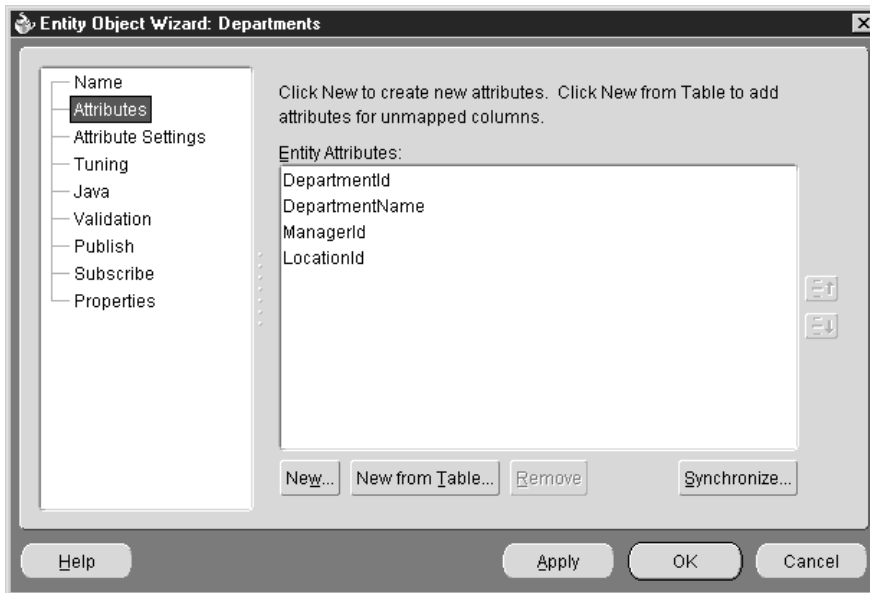 Entity Object Wizard: Departments
Name
Attributes
Attribute Settings
Tuning
Java
Validation
Publish
Subscribe
Properties
Click New to create new attributes.  Click New from Table to add
attributes for unmapped columns.
Entity Attributes:
DepartmentId
DepartmentName
ManagerId
LocationId
New... New from Table... Remove Synchronize...
Help Apply OK Cancel